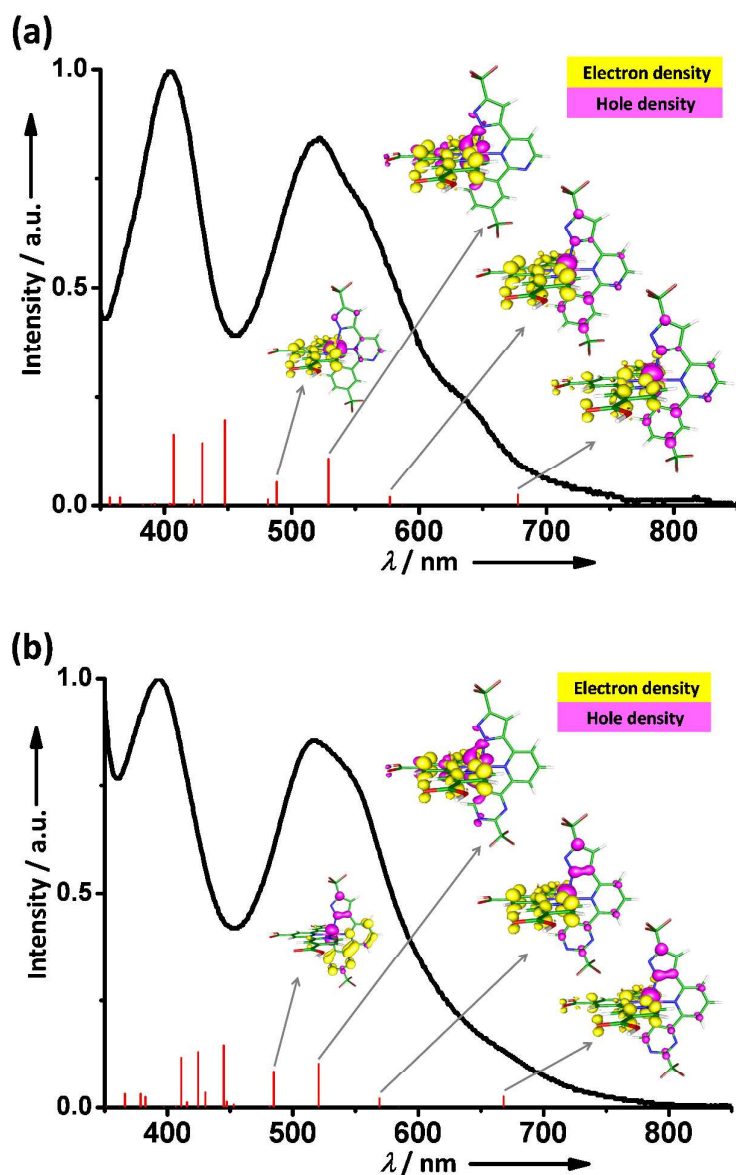 (a)
Electron density
Hole density
1.0
0.5
0.0
Intensity / a.u.
400 500 600 700 800
λ / nm
(b)
Electron density
Hole density
1.0
0.5
0.0
Intensity / a.u.
400 500 600 700 800
λ / nm